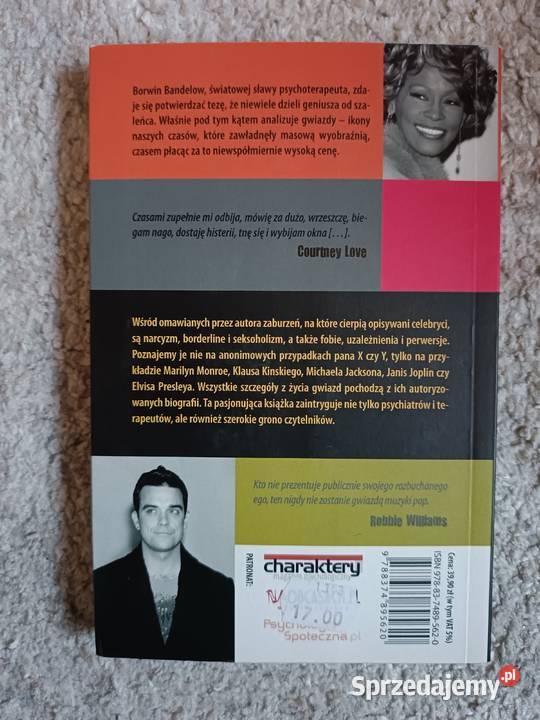 Borwin Bandelow, światowej sławy psychoterapeuta, zda-
je się potwierdzać tezę, że niewiele dzieli geniusza od sza-
leńca. Właśnie pod tym kątem analizuje gwiazdy – ikony
naszych czasów, które zawładnęły masową wyobraźnią,
czasem płacąc za to niewspółmiernie wysoką cenę.
Czasami zupełnie mi odbija, mówię za dużo, wrzeszczę, bie-
gam nago, dostaję histerii, tnę się i wybijam okna [...].
Courtney Love
Wśród omawianych przez autora zaburzeń, na które cierpią opisywani celebryci,
są narcyzm, borderline i seksoholizm, a także fobie, uzależnienia i perwersje.
Poznajemy je nie na anonimowych przypadkach pana X czy Y, tylko na przy-
kładzie Marilyn Monroe, Klausa Kinskiego, Michaela Jacksona, Janis Joplin czy
Elvisa Presleya. Wszystkie szczegóły z życia gwiazd pochodzą z ich autoryzo-
wanych biografii. Ta pasjonująca książka zaintryguje nie tylko psychiatrów i te-
rapeutów, ale również szerokie grono czytelników.
Kto nie prezentuje publicznie swojego rozbuchanego
ego, ten nigdy nie zostanie gwiazdą muzyki pop.
Robbie Williams
PATRONAT:
charaktery
magazyn psychologiczny
17.00
Psychologia
Społeczna.pl
9 788374 895620
ISBN 978-83-7489-562-0
Cena: 39,90 zł (w tym VAT 5%)
Sprzedajemy.pl